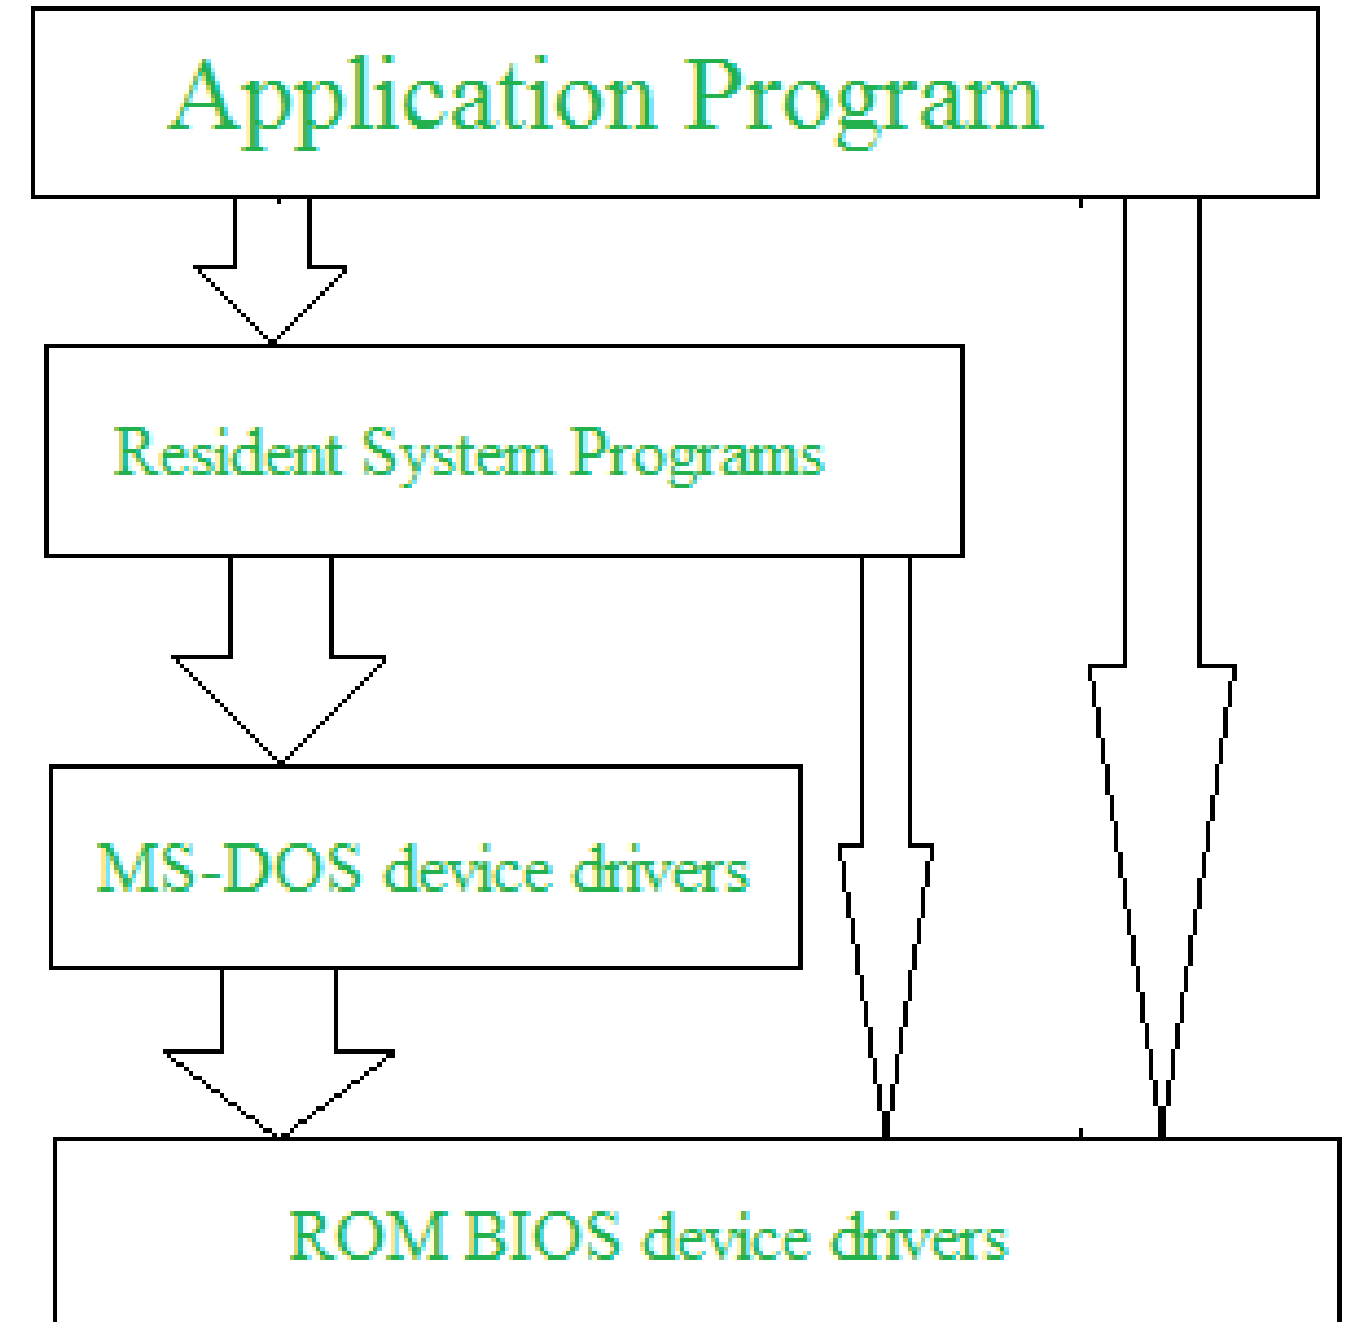 Application Program
Resident System Programs
MS-DOS device drivers
ROM BIOS device drivers